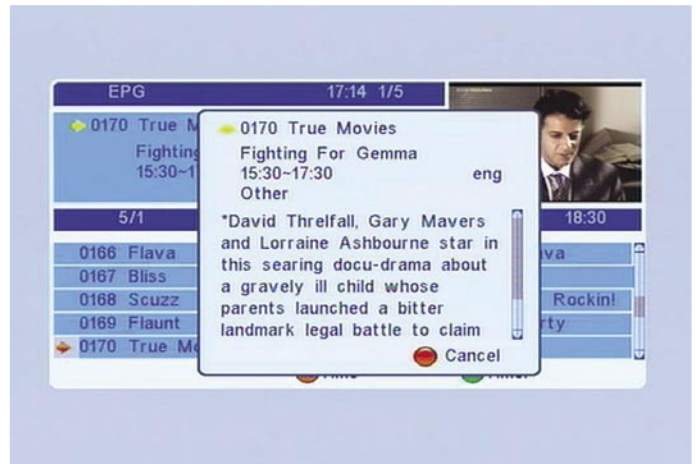 EPG 17:14 1/5
0170 True M
Fighting
15:30~1
0170 True Movies
Fighting For Gemma
15:30~17:30 eng
Other
*David Threlfall, Gary Mavers
and Lorraine Ashbourne star in
this searing docu-drama about
a gravely ill child whose
parents launched a bitter
landmark legal battle to claim
Cancel
5/1 18:30
0166 Flava va
0167 Bliss
0168 Scuzz Rockin!
0169 Flaunt rty
0170 True Mo